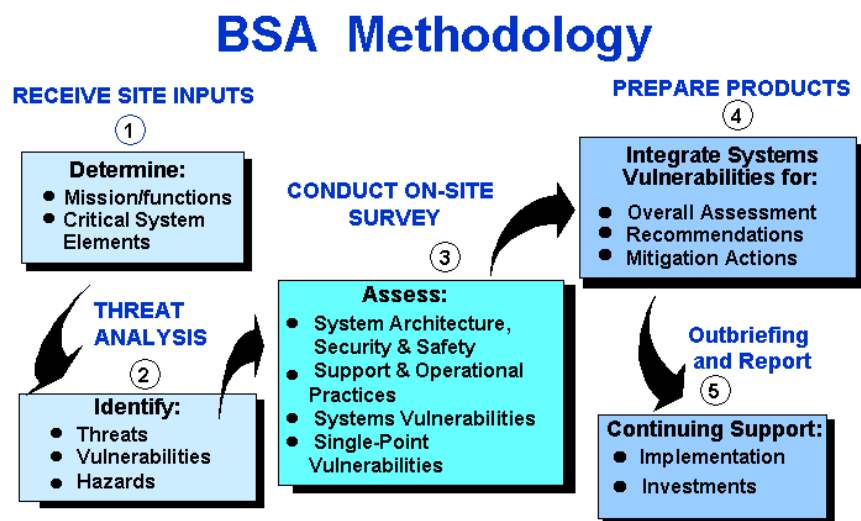 BSA Methodology
RECEIVE SITE INPUTS
1
Determine:
● Mission/functions
● Critical System
Elements
THREAT
ANALYSIS
2
Identify:
● Threats
● Vulnerabilities
● Hazards
CONDUCT ON-SITE
SURVEY
3
Assess:
● System Architecture,
Security & Safety
● Support & Operational
Practices
● Systems Vulnerabilities
● Single-Point
Vulnerabilities
PREPARE PRODUCTS
4
Integrate Systems
Vulnerabilities for:
● Overall Assessment
● Recommendations
● Mitigation Actions
Outbriefing
and Report
5
Continuing Support:
● Implementation
● Investments